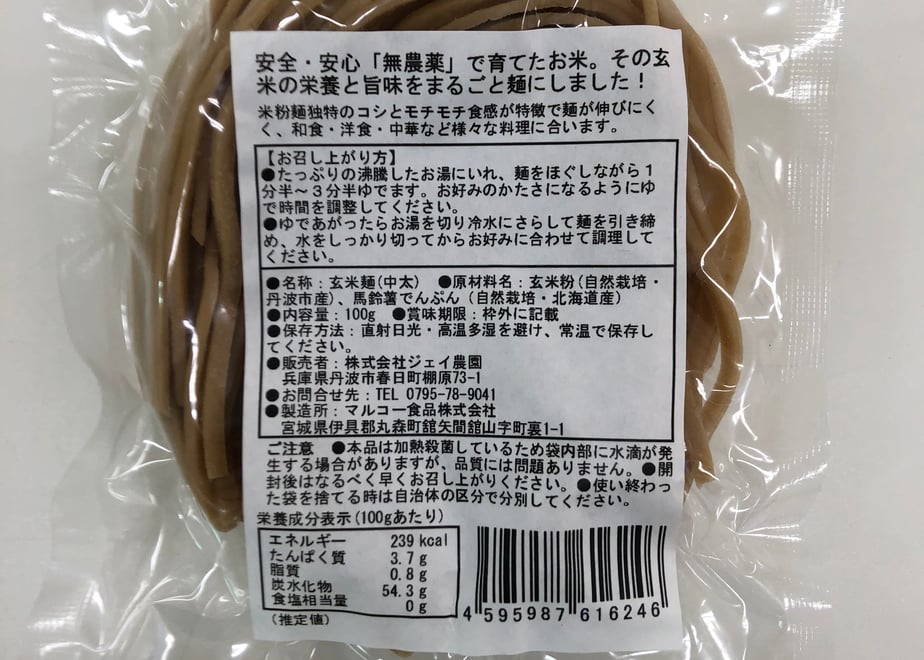 安全・安心「無農薬」で育てたお米。その玄
米の栄養と旨味をまるごと麺にしました！
米粉麺独特のコシとモチモチ食感が特徴で麺が伸びにく
く、和食・洋食・中華など様々な料理に合います。
【お召し上がり方】
●たっぷりの沸騰したお湯にいれ、麺をほぐしながら１
分半～３分半ゆでます。お好みのかたさになるようにゆ
で時間を調整してください。
●ゆであがったらお湯を切り冷水にさらして麺を引き締
め、水をしっかり切ってからお好みに合わせて調理して
ください。
●名称：玄米麺(中太) ●原材料名：玄米粉(自然栽培・
丹波市産)、馬鈴薯でんぷん（自然栽培・北海道産）
●内容量：100g ●賞味期限：枠外に記載
●保存方法：直射日光・高温多湿を避け、常温で保存し
てください。
●販売者：株式会社ジェイ農園
兵庫県丹波市春日町棚原73-1
●お問合せ先：TEL 0795-78-9041
●製造所：マルコー食品株式会社
宮城県伊具郡丸森町舘矢間舘山字町裏1-1
ご注意 ●本品は加熱殺菌しているため袋内部に水滴が発
生する場合がありますが、品質には問題ありません。●開
封後はなるべく早くお召し上がりください。●使い終わっ
た袋を捨てる時は自治体の区分で分別してください。
栄養成分表示(100gあたり)
エネルギー 239 kcal
たんぱく質 3.7 g
脂質 0.8 g
炭水化物 54.3 g
食塩相当量 0 g
（推定値）
4 595987 616246